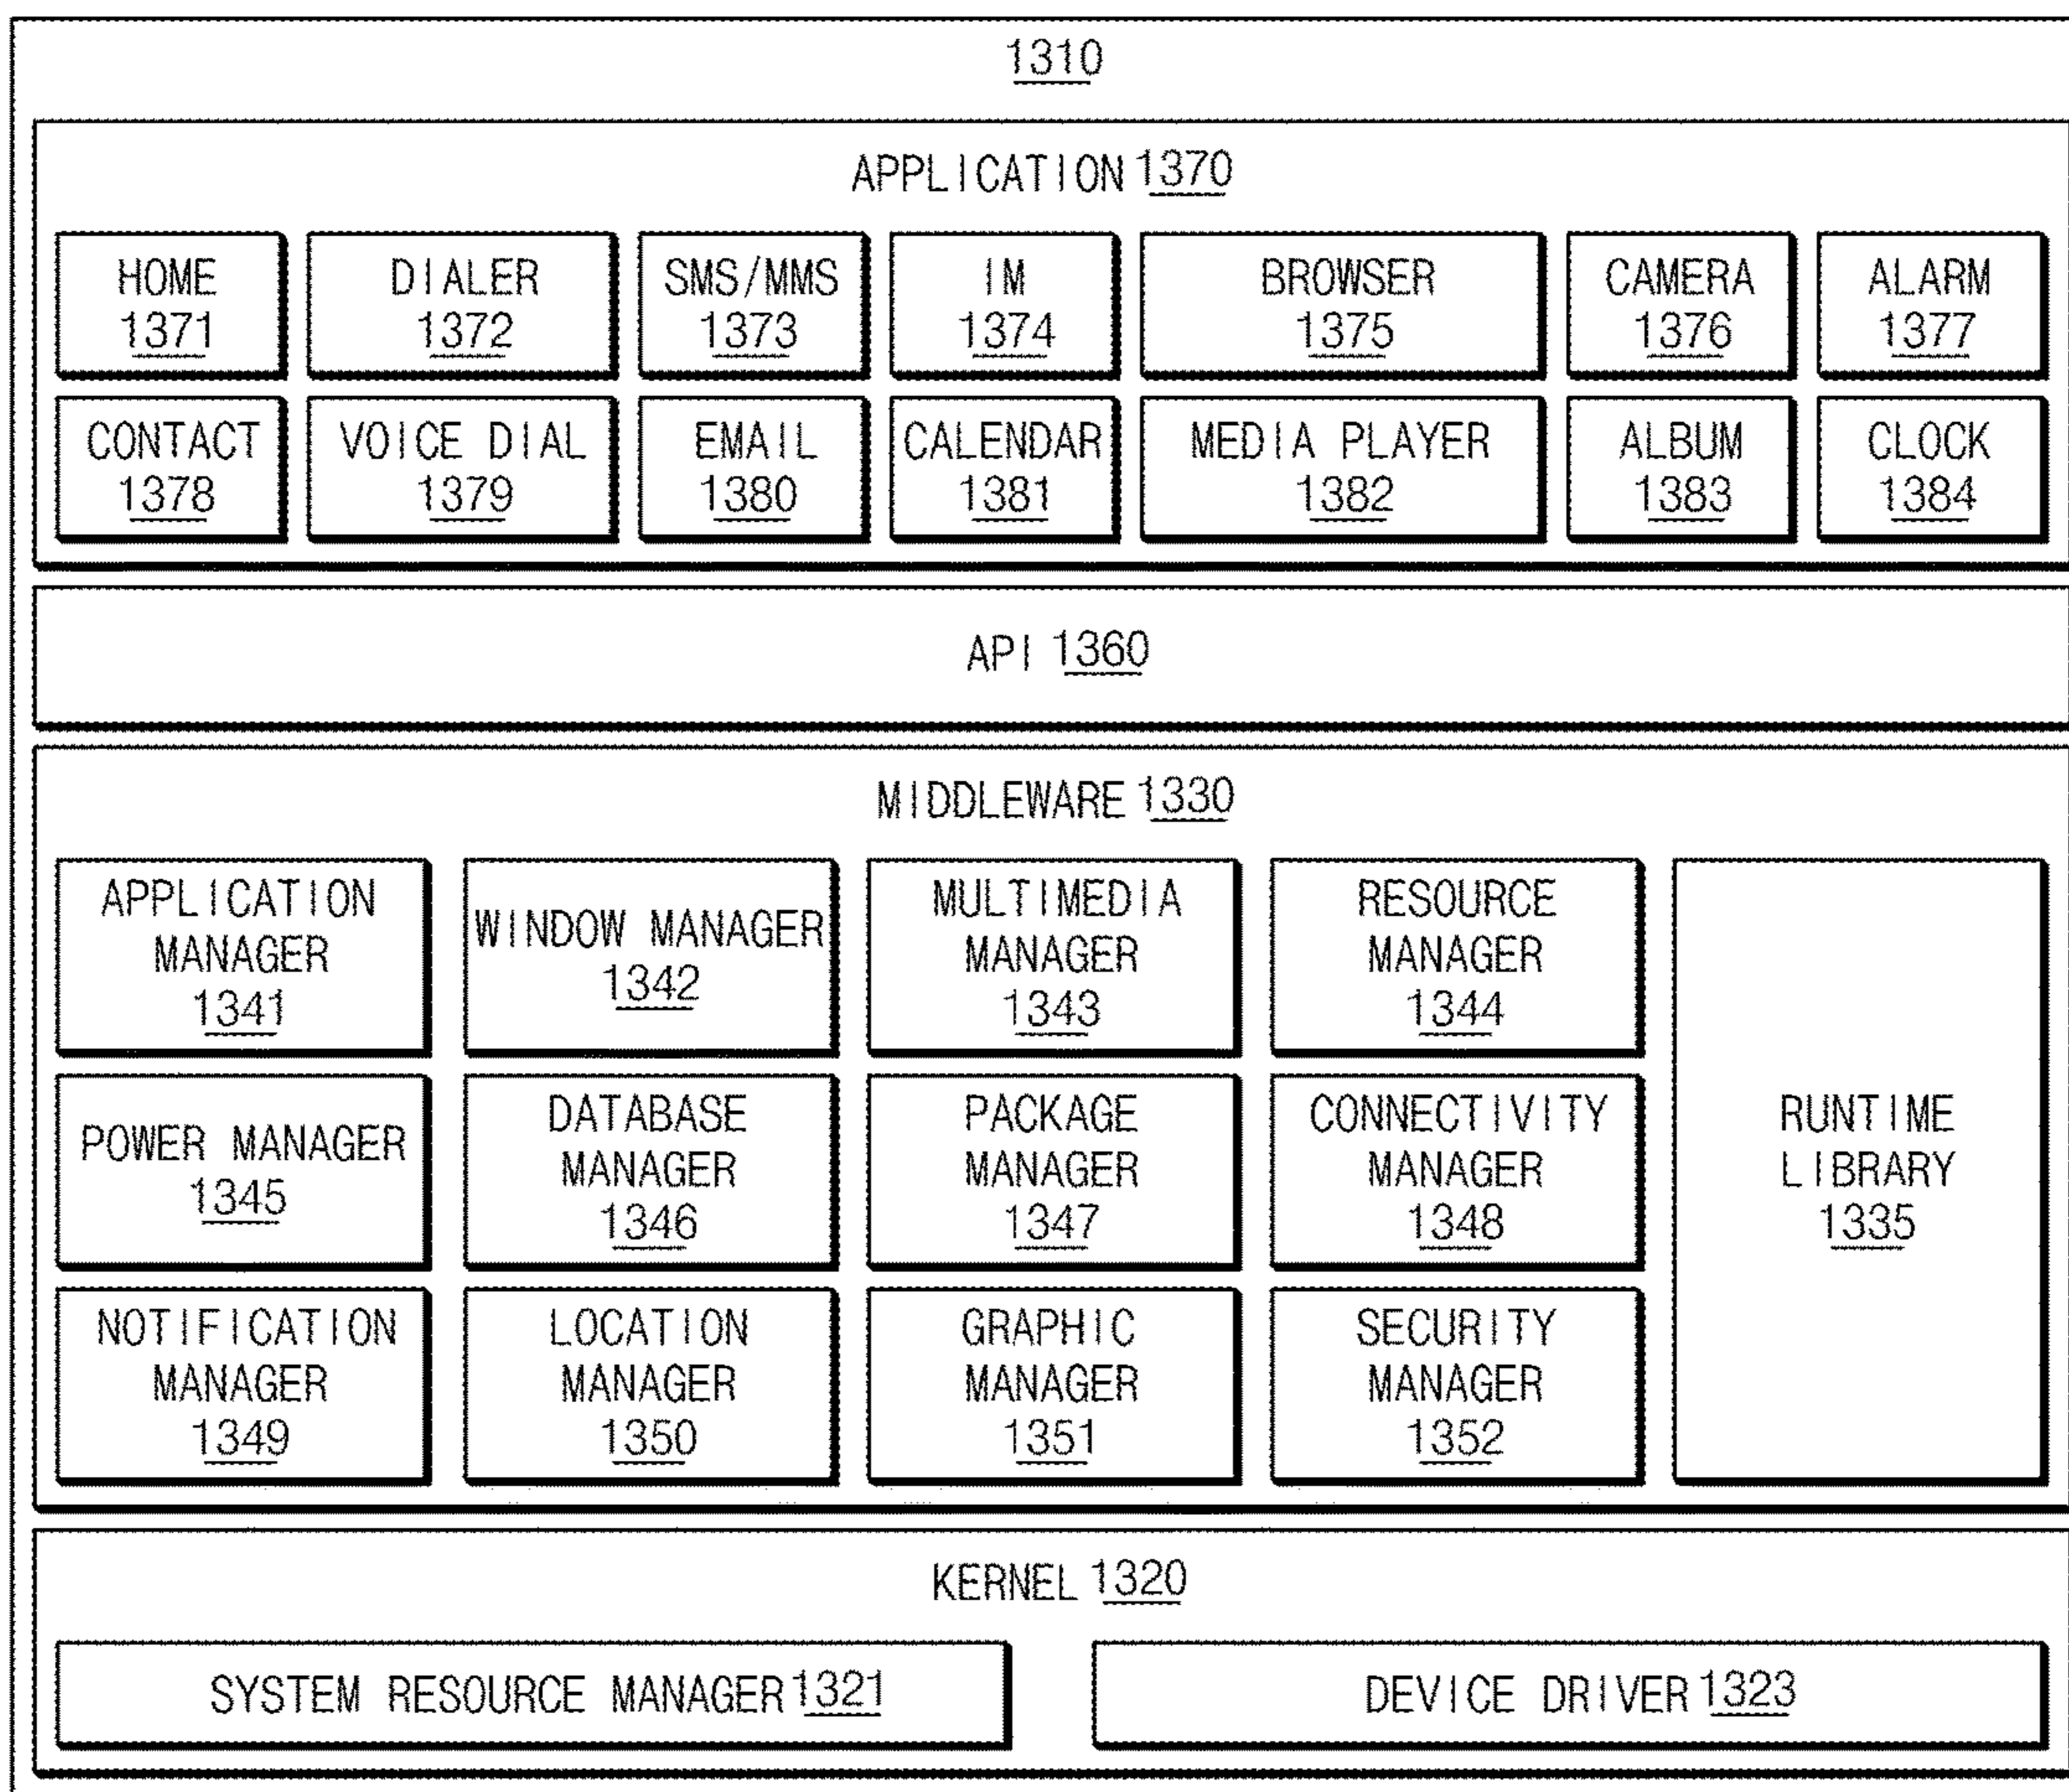 1310
APPLICATION 1370
HOME
1371
DIALER
1372
SMS/MMS
1373
IM
1374
BROWSER
1375
CAMERA
1376
ALARM
1377
CONTACT
1378
VOICE DIAL
1379
EMAIL
1380
CALENDAR
1381
MEDIA PLAYER
1382
ALBUM
1383
CLOCK
1384
API 1360
MIDDLEWARE 1330
APPLICATION
MANAGER
1341
WINDOW MANAGER
1342
MULTIMEDIA
MANAGER
1343
RESOURCE
MANAGER
1344
POWER MANAGER
1345
DATABASE
MANAGER
1346
PACKAGE
MANAGER
1347
CONNECTIVITY
MANAGER
1348
RUNTIME
LIBRARY
1335
NOTIFICATION
MANAGER
1349
LOCATION
MANAGER
1350
GRAPHIC
MANAGER
1351
SECURITY
MANAGER
1352
KERNEL 1320
SYSTEM RESOURCE MANAGER 1321
DEVICE DRIVER 1323